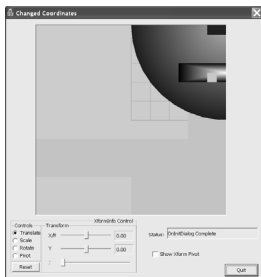 Changed Coordinates
XformInfo Control
Controls
Transform
Translate
Scale
Rotate
Pivot
Reset
X/R
0.00
Y
0.00
Status:
OnInitDialog Complete
Show Xform Pivot
Quit